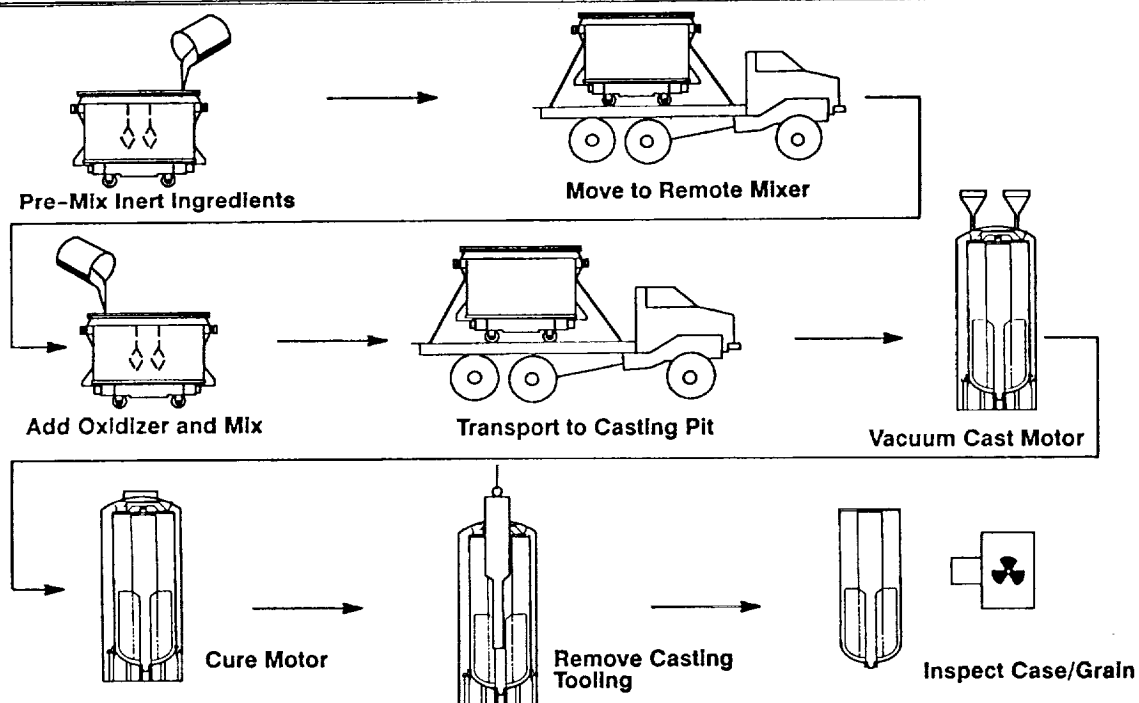 Pre-Mix Inert Ingredients
Move to Remote Mixer
Add Oxidizer and Mix
Transport to Casting Pit
Vacuum Cast Motor
Cure Motor
Remove Casting
Tooling
Inspect Case/Grain